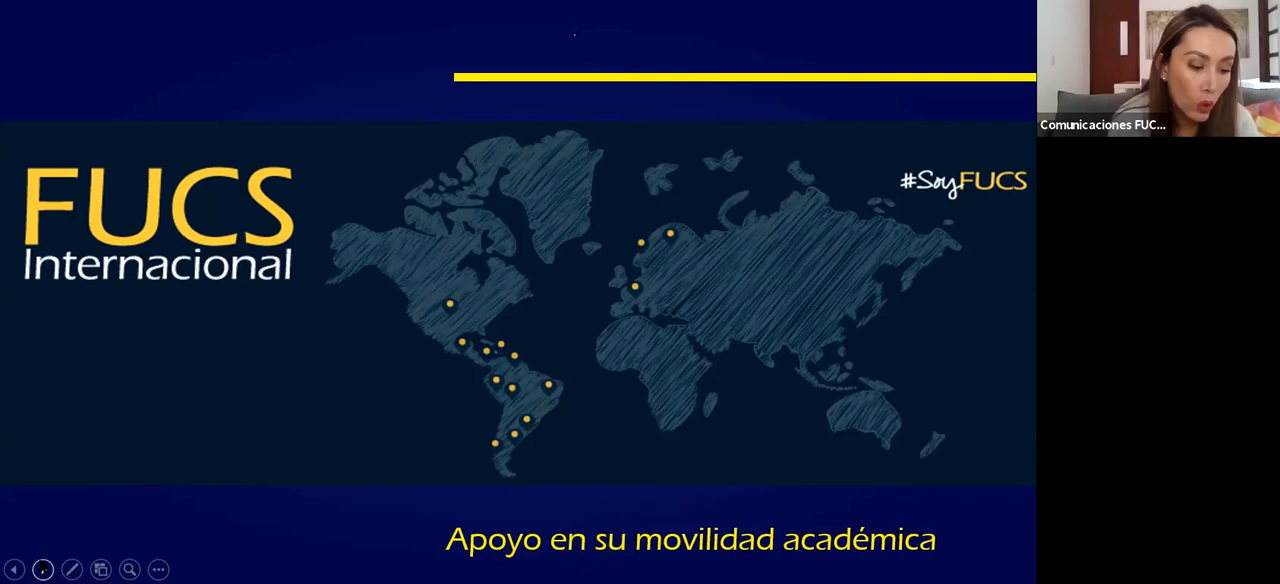 FUCS
Internacional
#SoyFUCS
Comunicaciones FUC...
Apoyo en su movilidad académica